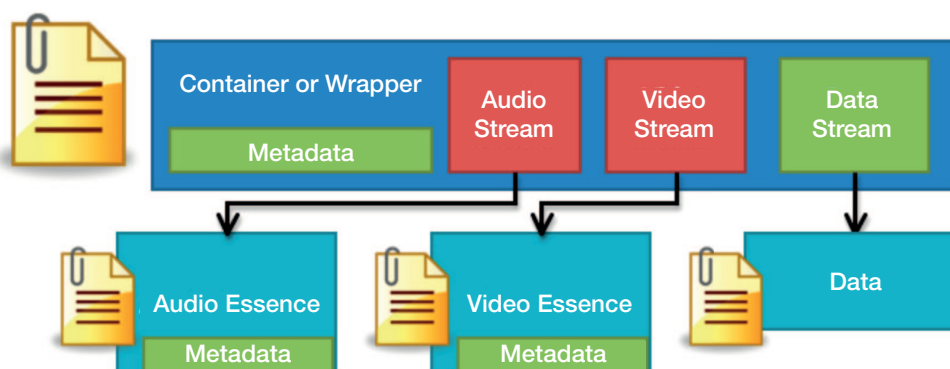 Container or Wrapper
Metadata
Audio
Stream
Video
Stream
Data
Stream
Audio Essence
Metadata
Video Essence
Metadata
Data